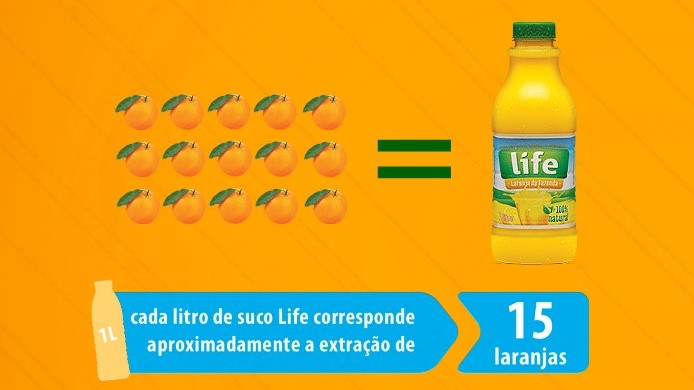 life
Laranja da fazenda
100%
natural
1L
cada litro de suco Life corresponde
aproximadamente a extração de
15
laranjas